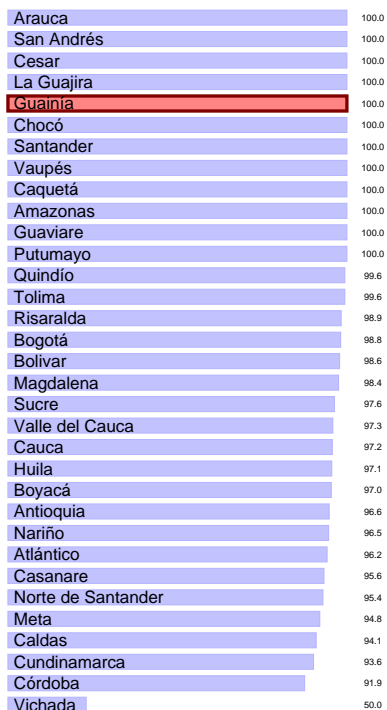 Arauca 100.0
San Andrés 100.0
Cesar 100.0
La Guajira 100.0
Guainía 100.0
Chocó 100.0
Santander 100.0
Vaupés 100.0
Caquetá 100.0
Amazonas 100.0
Guaviare 100.0
Putumayo 100.0
Quindío 99.6
Tolima 99.6
Risaralda 98.9
Bogotá 98.8
Bolivar 98.6
Magdalena 98.4
Sucre 97.6
Valle del Cauca 97.3
Cauca 97.2
Huila 97.1
Boyacá 97.0
Antioquia 96.6
Nariño 96.5
Atlántico 96.2
Casanare 95.6
Norte de Santander 95.4
Meta 94.8
Caldas 94.1
Cundinamarca 93.6
Córdoba 91.9
Vichada 50.0